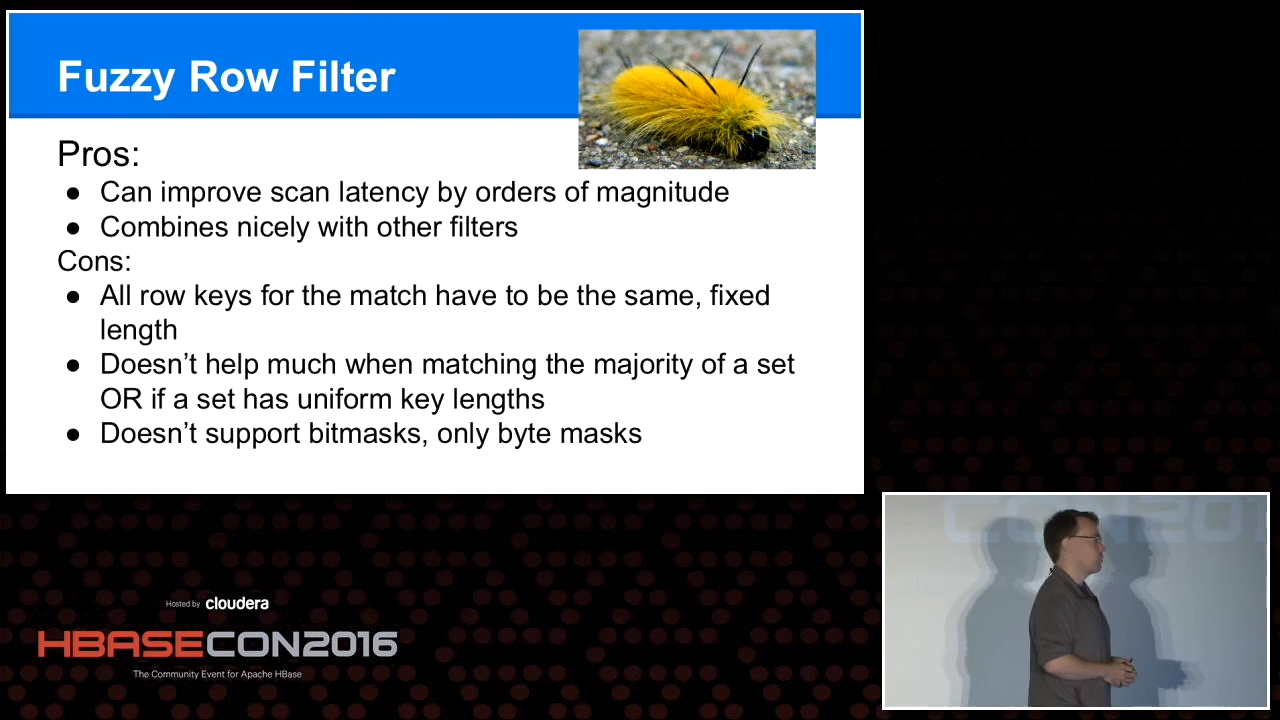 Fuzzy Row Filter
Pros:
● Can improve scan latency by orders of magnitude
● Combines nicely with other filters
Cons:
● All row keys for the match have to be the same, fixed
length
● Doesn’t help much when matching the majority of a set
OR if a set has uniform key lengths
● Doesn’t support bitmasks, only byte masks
Hosted by cloudera
HBASECON2016
The Community Event for Apache HBase
CON201